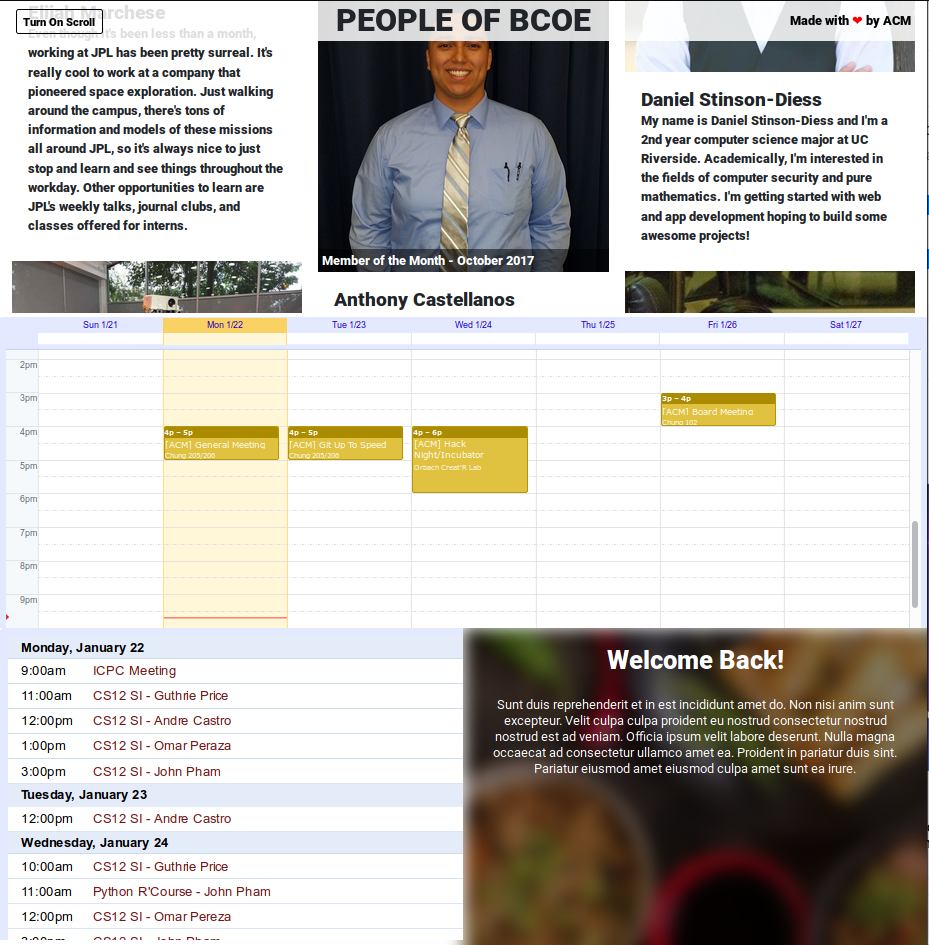 Elijah Marchese
Turn On Scroll
Even though it's been less than a month,
working at JPL has been pretty surreal. It's
really cool to work at a company that
pioneered space exploration. Just walking
around the campus, there's tons of
information and models of these missions
all around JPL, so it's always nice to just
stop and learn and see things throughout the
workday. Other opportunities to learn are
JPL's weekly talks, journal clubs, and
classes offered for interns.
PEOPLE OF BCOE
Member of the Month - October 2017
Anthony Castellanos
Made with ❤ by ACM
Daniel Stinson-Diess
My name is Daniel Stinson-Diess and I'm a
2nd year computer science major at UC
Riverside. Academically, I'm interested in
the fields of computer security and pure
mathematics. I'm getting started with web
and app development hoping to build some
awesome projects!
Sun 1/21 Mon 1/22 Tue 1/23 Wed 1/24 Thu 1/25 Fri 1/26 Sat 1/27
2pm
3pm
3p – 4p
[ACM] Board Meeting
Chung 102
4pm
4p – 5p
[ACM] General Meeting
Chung 205/206
4p – 5p
[ACM] Git Up To Speed
Chung 205/206
4p – 6p
[ACM] Hack
Night/Incubator
Orbach Creat'R Lab
5pm
6pm
7pm
8pm
9pm
Monday, January 22
9:00am ICPC Meeting
11:00am CS12 SI - Guthrie Price
12:00pm CS12 SI - Andre Castro
1:00pm CS12 SI - Omar Peraza
3:00pm CS12 SI - John Pham
Tuesday, January 23
12:00pm CS12 SI - Andre Castro
Wednesday, January 24
10:00am CS12 SI - Guthrie Price
11:00am Python R'Course - John Pham
12:00pm CS12 SI - Omar Pereza
3:00pm CS12 SI - John Pham
Welcome Back!
Sunt duis reprehenderit et in est incididunt amet do. Non nisi anim sunt
excepteur. Velit culpa culpa proident eu nostrud consectetur nostrud
nostrud est ad veniam. Officia ipsum velit labore deserunt. Nulla magna
occaecat ad consectetur ullamco amet ea. Proident in pariatur duis sint.
Pariatur eiusmod amet eiusmod culpa amet sunt ea irure.